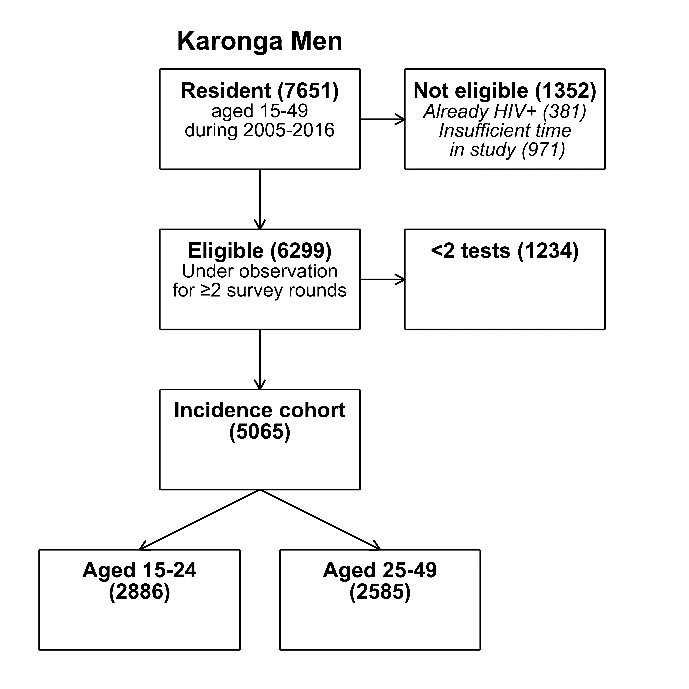 Karonga Men
Resident (7651)
aged 15-49
during 2005-2016
Not eligible (1352)
Already HIV+ (381)
Insufficient time
in study (971)
Eligible (6299)
Under observation
for ≥2 survey rounds
<2 tests (1234)
Incidence cohort
(5065)
Aged 15-24
(2886)
Aged 25-49
(2585)